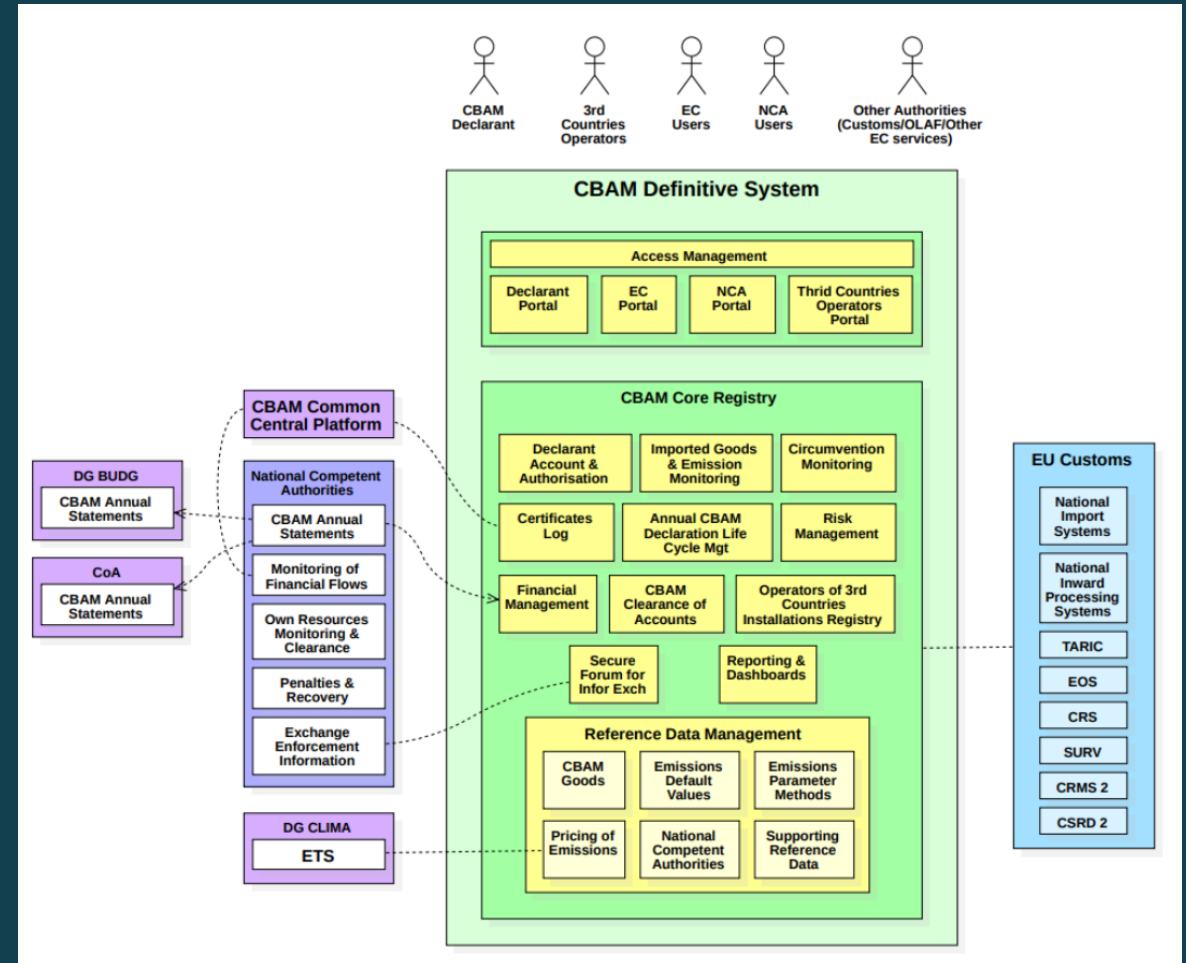 CBAM
Declarant
3rd
Countries
Operators
EC
Users
NCA
Users
Other Authorities
(Customs/OLAF/Other
EC services)
CBAM Definitive System
Access Management
Declarant
Portal
EC
Portal
NCA
Portal
Thrid Countries
Operators
Portal
CBAM Common
Central Platform
DG BUDG
CBAM Annual
Statements
CoA
CBAM Annual
Statements
National Competent
Authorities
CBAM Annual
Statements
Monitoring of
Financial Flows
Own Resources
Monitoring &
Clearance
Penalties &
Recovery
Exchange
Enforcement
Information
DG CLIMA
ETS
CBAM Core Registry
Declarant
Account &
Authorisation
Imported Goods
& Emission
Monitoring
Circumvention
Monitoring
Certificates
Log
Annual CBAM
Declaration Life
Cycle Mgt
Risk
Management
Financial
Management
CBAM
Clearance of
Accounts
Operators of 3rd
Countries
Installations Registry
Secure
Forum for
Infor Exch
Reporting &
Dashboards
Reference Data Management
CBAM
Goods
Emissions
Default
Values
Emissions
Parameter
Methods
Pricing of
Emissions
National
Competent
Authorities
Supporting
Reference
Data
EU Customs
National
Import
Systems
National
Inward
Processing
Systems
TARIC
EOS
CRS
SURV
CRMS 2
CSRD 2